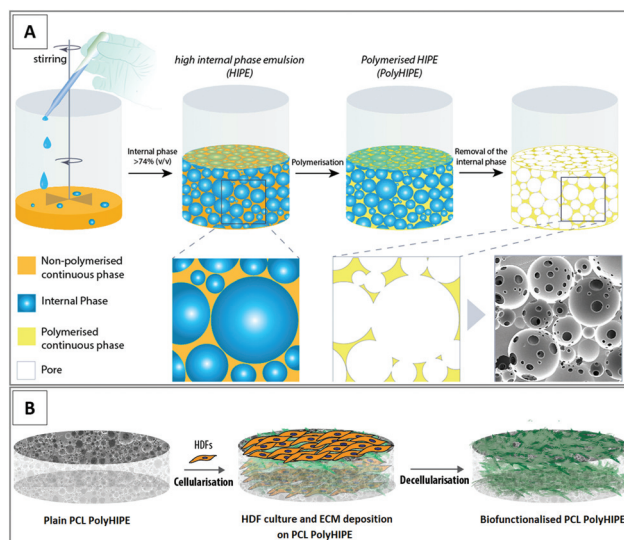 A
stirring
high internal phase emulsion
(HIPE)
Polymerised HIPE
(PolyHIPE)
Internal phase
>74% (v/v)
Polymerisation
Removal of the
internal phase
Non-polymerised
continuous phase
Internal Phase
Polymerised
continuous phase
Pore
B
HDFs
Cellularisation
Decellularisation
Plain PCL PolyHIPE
HDF culture and ECM deposition
on PCL PolyHIPE
Biofunctionalised PCL PolyHIPE